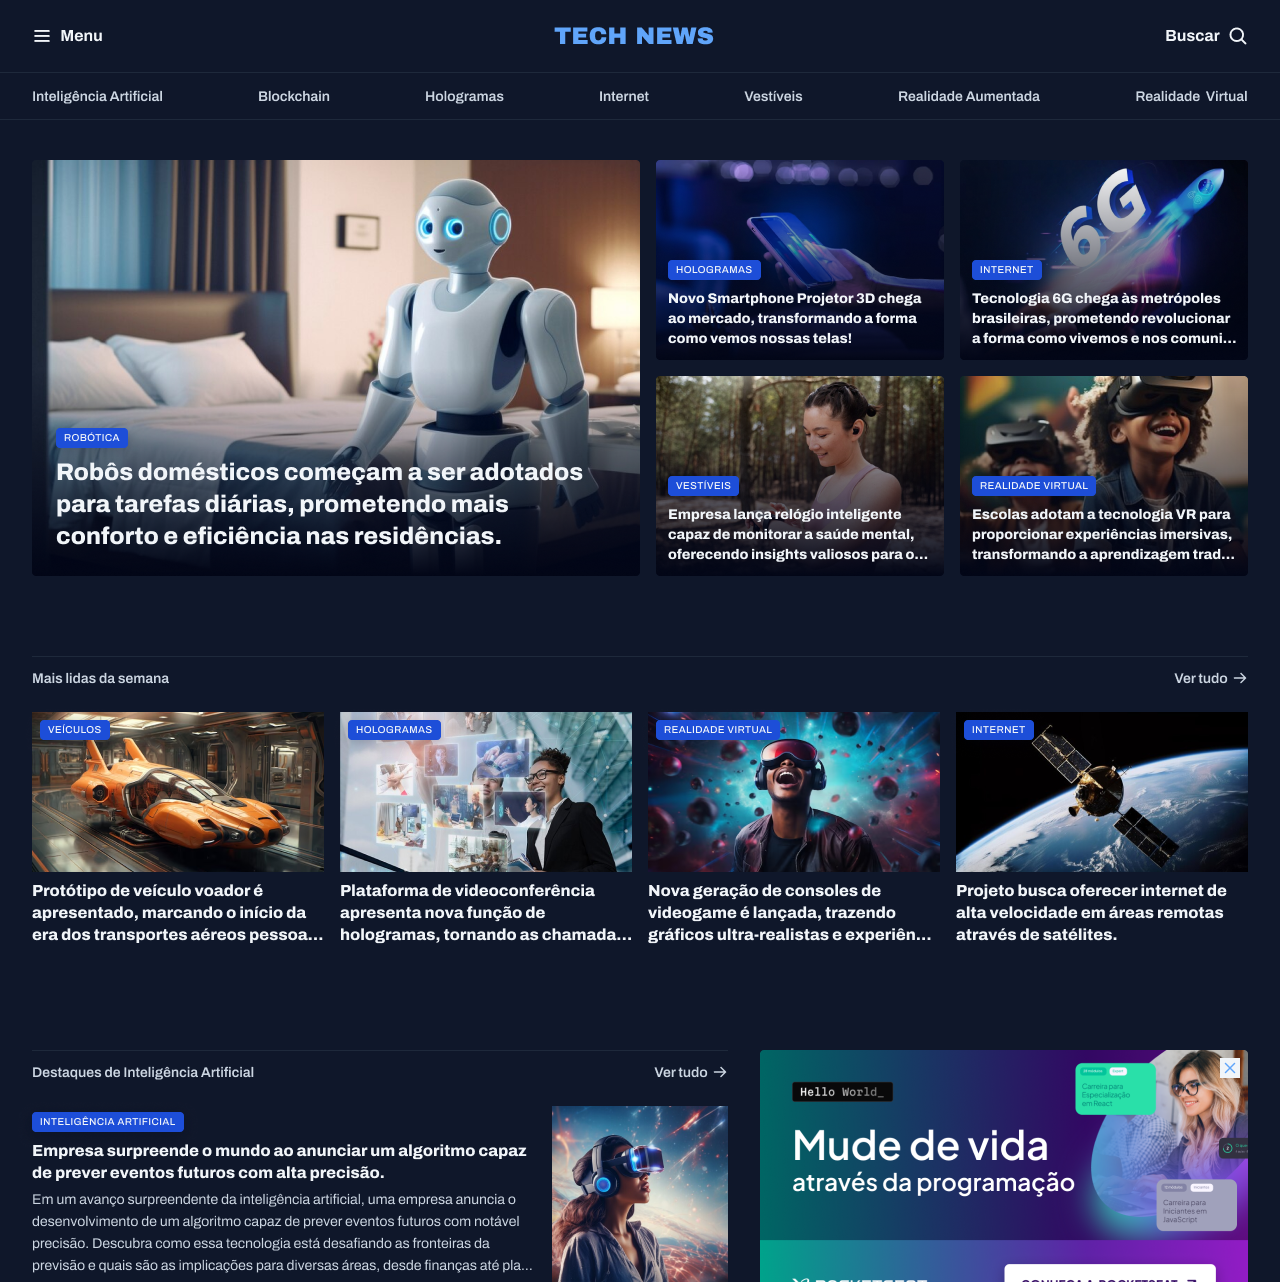 Menu
TECH NEWS
Buscar
Inteligência Artificial
Blockchain
Hologramas
Internet
Vestíveis
Realidade Aumentada
Realidade Virtual
ROBÓTICA
Robôs domésticos começam a ser adotados
para tarefas diárias, prometendo mais
conforto e eficiência nas residências.
HOLOGRAMAS
Novo Smartphone Projetor 3D chega
ao mercado, transformando a forma
como vemos nossas telas!
6G
INTERNET
Tecnologia 6G chega às metrópoles
brasileiras, prometendo revolucionar
a forma como vivemos e nos comuni...
VESTÍVEIS
Empresa lança relógio inteligente
capaz de monitorar a saúde mental,
oferecendo insights valiosos para o...
REALIDADE VIRTUAL
Escolas adotam a tecnologia VR para
proporcionar experiências imersivas,
transformando a aprendizagem trad...
Mais lidas da semana
Ver tudo
VEÍCULOS
Protótipo de veículo voador é
apresentado, marcando o início da
era dos transportes aéreos pessoa...
HOLOGRAMAS
Plataforma de videoconferência
apresenta nova função de
hologramas, tornando as chamada...
REALIDADE VIRTUAL
Nova geração de consoles de
videogame é lançada, trazendo
gráficos ultra-realistas e experiên...
INTERNET
Projeto busca oferecer internet de
alta velocidade em áreas remotas
através de satélites.
Destaques de Inteligência Artificial
Ver tudo
INTELIGÊNCIA ARTIFICIAL
Empresa surpreende o mundo ao anunciar um algoritmo capaz
de prever eventos futuros com alta precisão.
Em um avanço surpreendente da inteligência artificial, uma empresa anuncia o
desenvolvimento de um algoritmo capaz de prever eventos futuros com notável
precisão. Descubra como essa tecnologia está desafiando as fronteiras da
previsão e quais são as implicações para diversas áreas, desde finanças até pla...
Hello World_
Mude de vida
através da programação
Carreira para
Especialização
em React
Carreira para
Iniciantes em
JavaScript